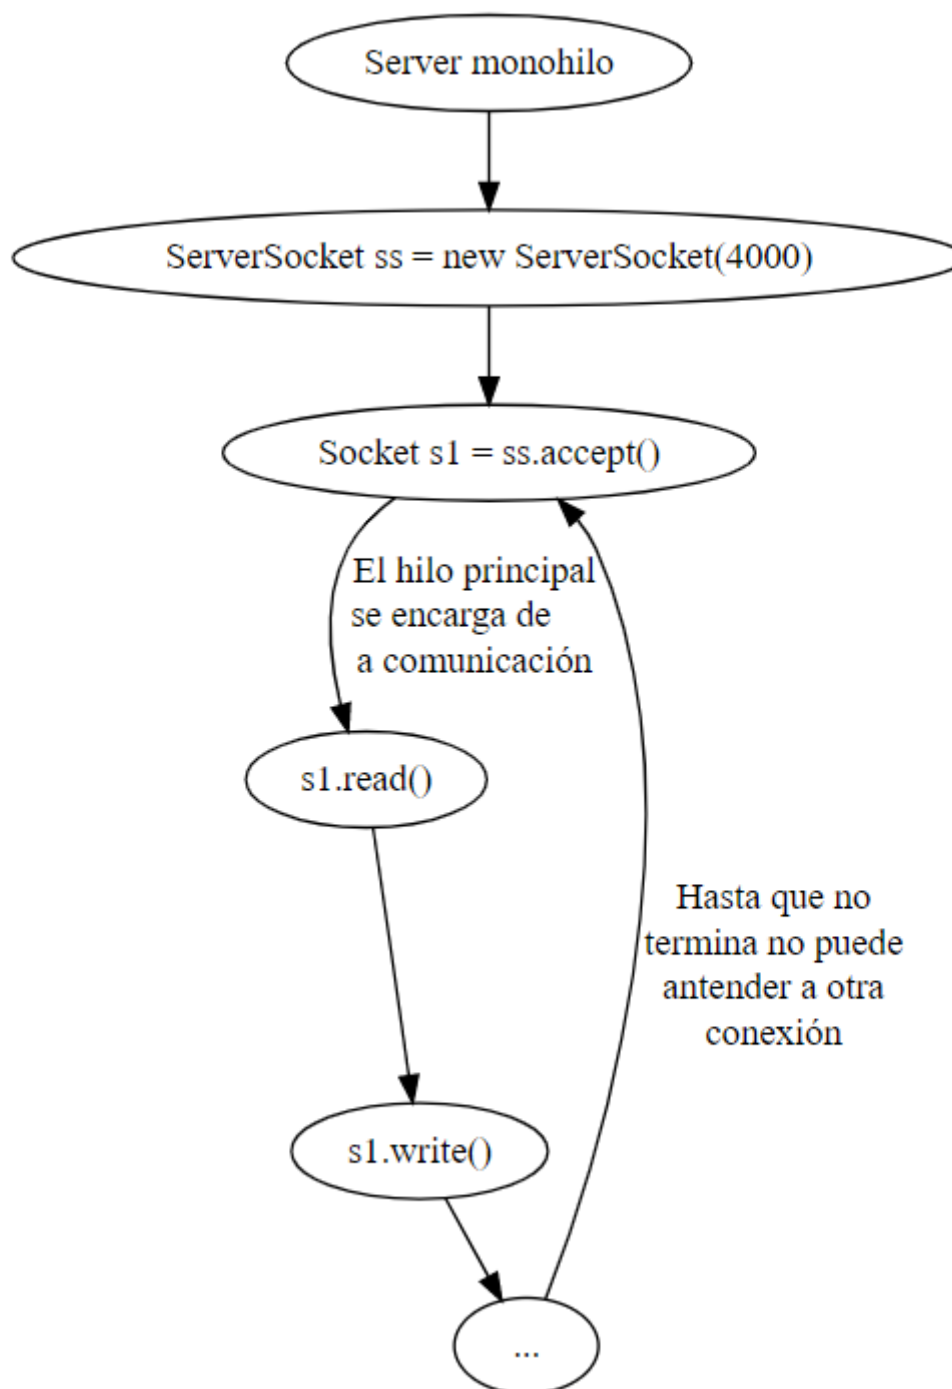 Server monohilo
ServerSocket ss = new ServerSocket(4000)
Socket s1 = ss.accept()
El hilo principal
se encarga de
a comunicación
s1.read()
Hasta que no
termina no puede
antender a otra
conexión
s1.write()
...